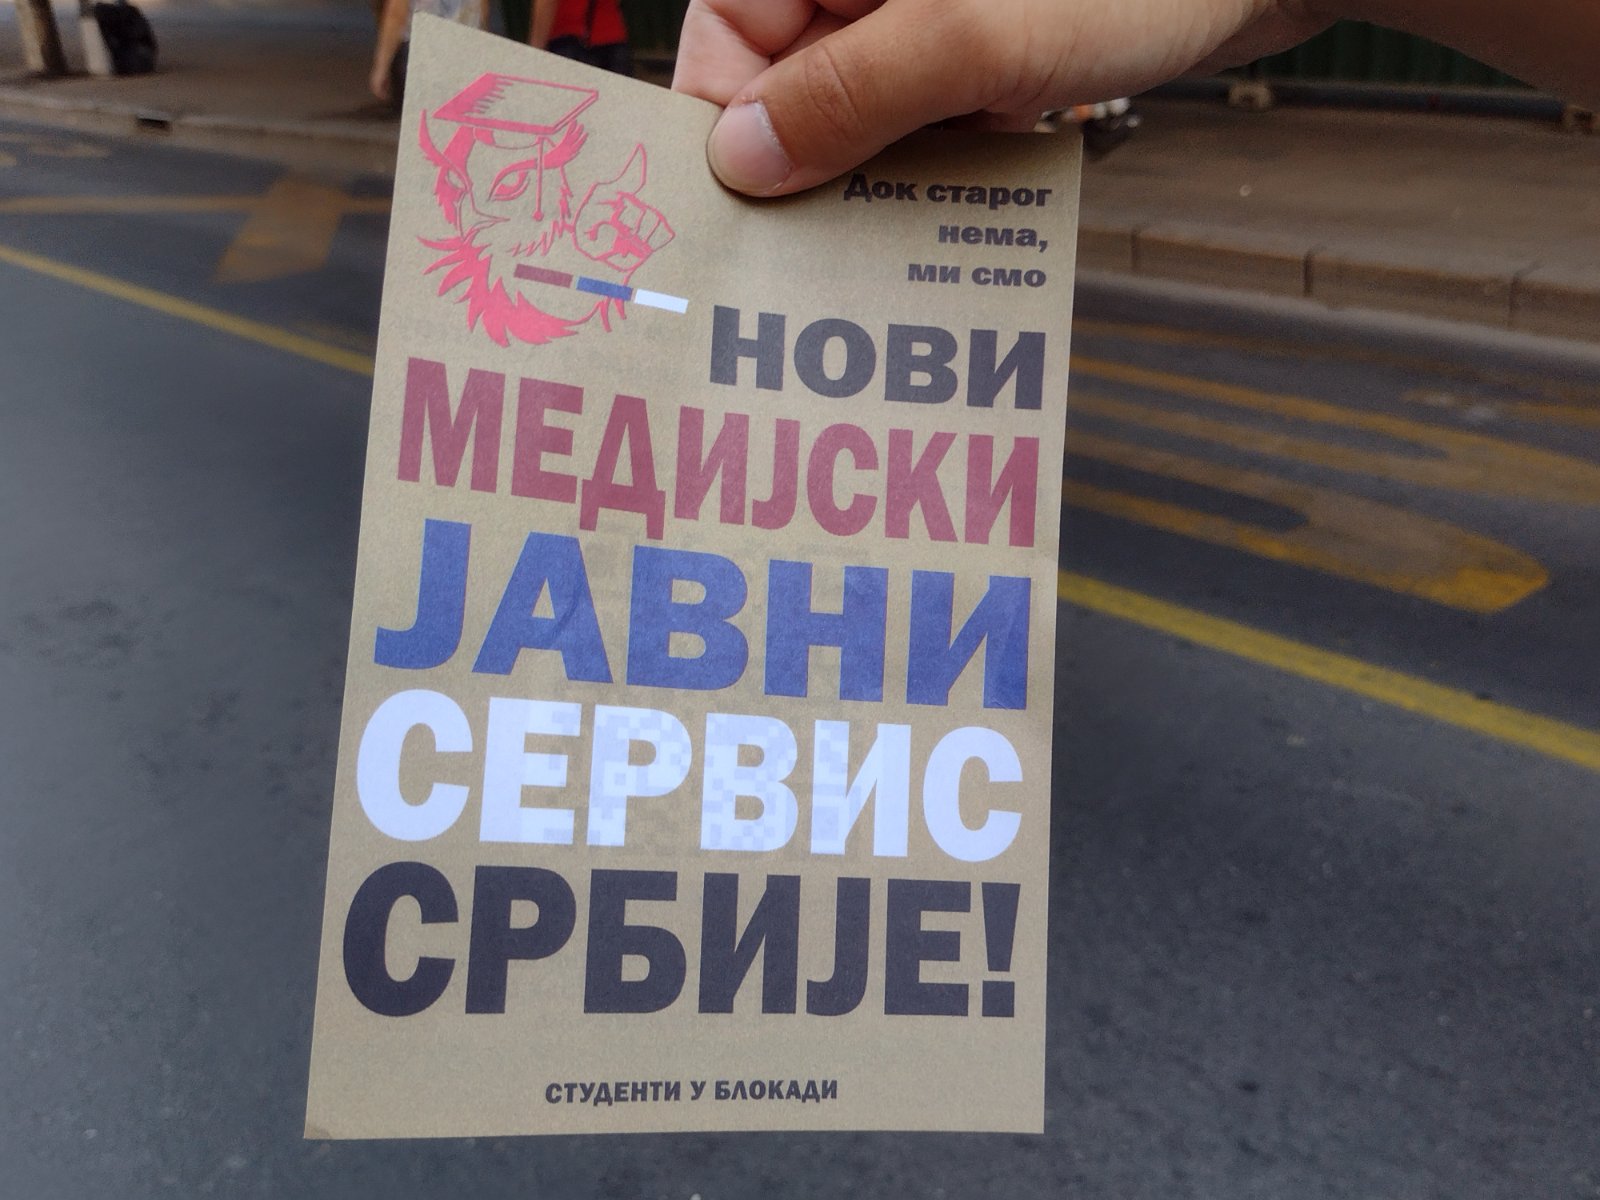 Док старог
нема,
ми смо
НОВИ
МЕДИЈСКИ
ЈАВНИ
СЕРВИС
СРБИЈЕ!
СТУДЕНТИ У БЛОКАДИ